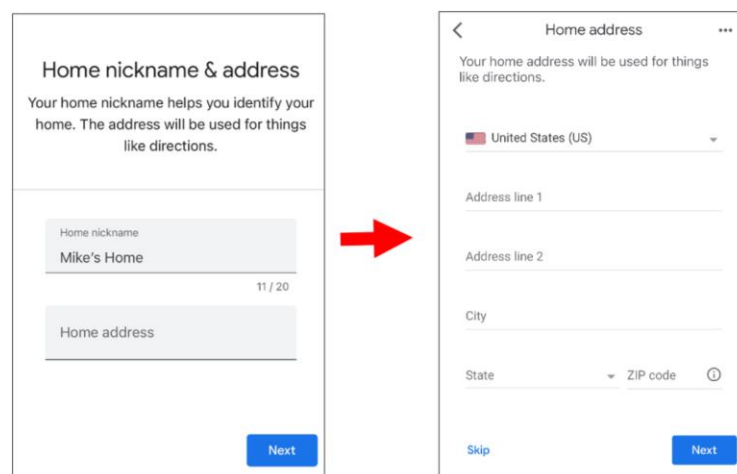 Home nickname & address
Your home nickname helps you identify your
home. The address will be used for things
like directions.
Home nickname
Mike's Home
11 / 20
Home address
Next
Home address
Your home address will be used for things
like directions.
United States (US)
Address line 1
Address line 2
City
State
ZIP code
Skip
Next